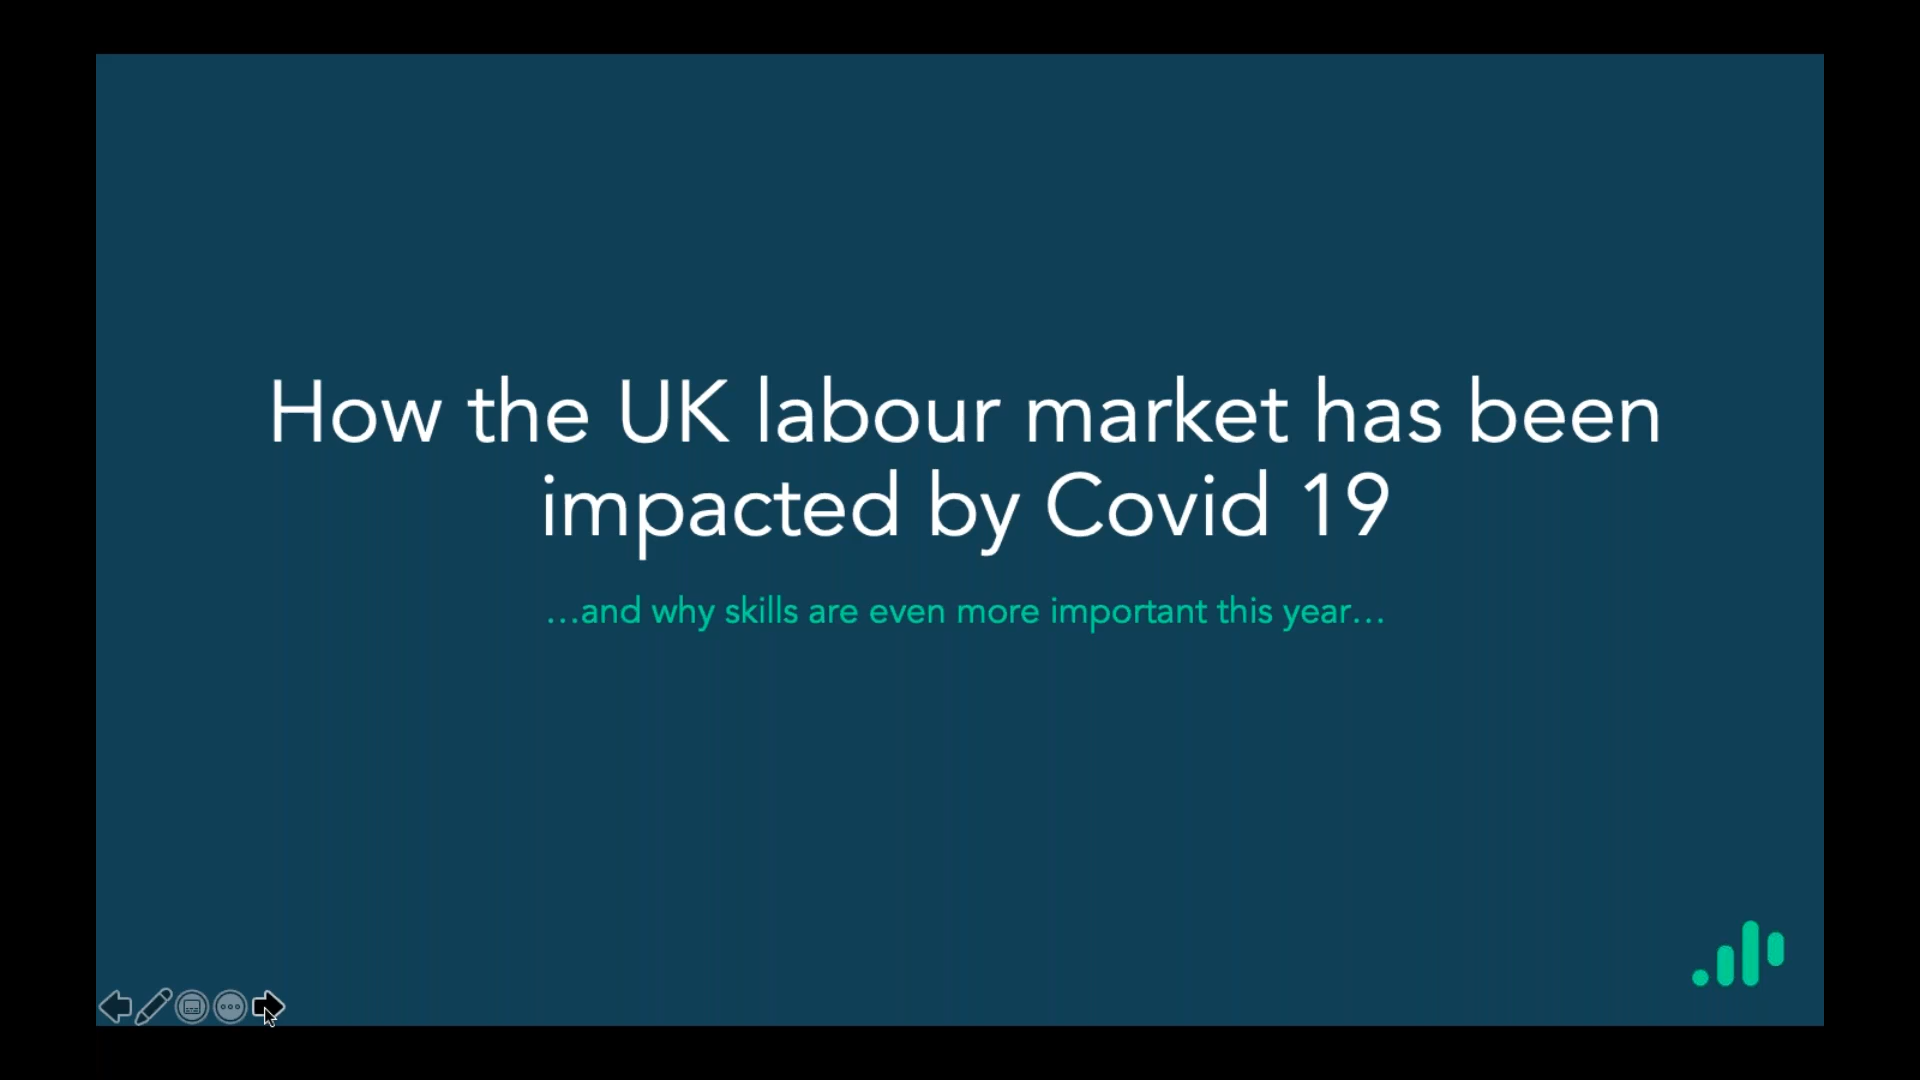 How the UK labour market has been
impacted by Covid 19
...and why skills are even more important this year...